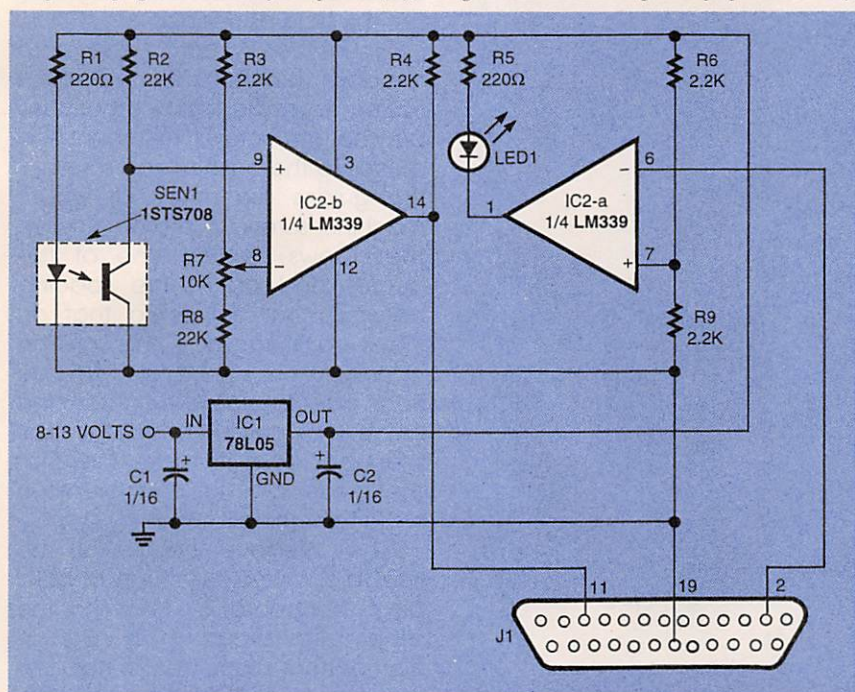 R1
220Ω
R2
22K
R3
2.2K
R4
2.2K
R5
220Ω
R6
2.2K
LED1
9
+
3
IC2-b
1/4 LM339
14
8
−
12
1
IC2-a
1/4 LM339
6
−
7
+
SEN1
1STS708
R7
10K
R8
22K
R9
2.2K
8-13 VOLTS
IN
IC1
78L05
OUT
GND
+
C1
1/16
+
C2
1/16
11
19
2
J1